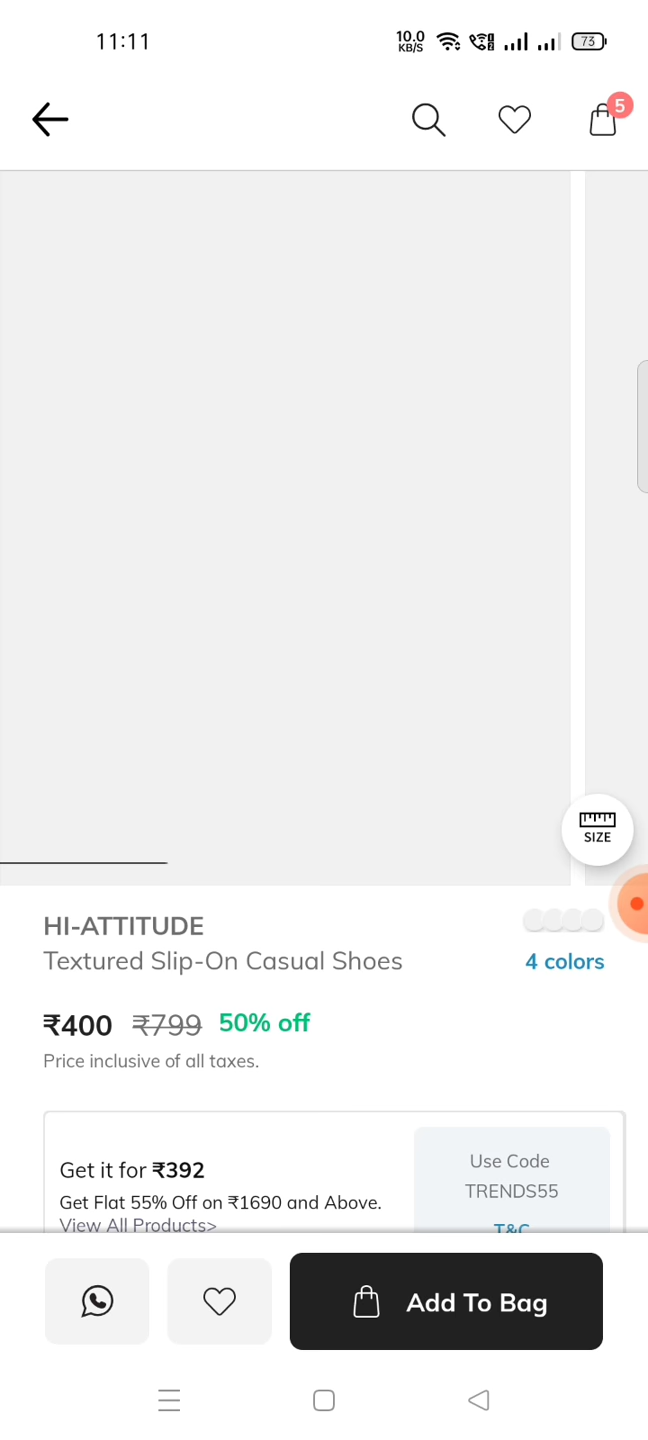 11:11
10.0
KB/S
73
5
SIZE
HI-ATTITUDE
Textured Slip-On Casual Shoes
4 colors
₹400 ₹799 50% off
Price inclusive of all taxes.
Get it for ₹392
Get Flat 55% Off on ₹1690 and Above.
View All Products>
Use Code
TRENDS55
T&C
Add To Bag